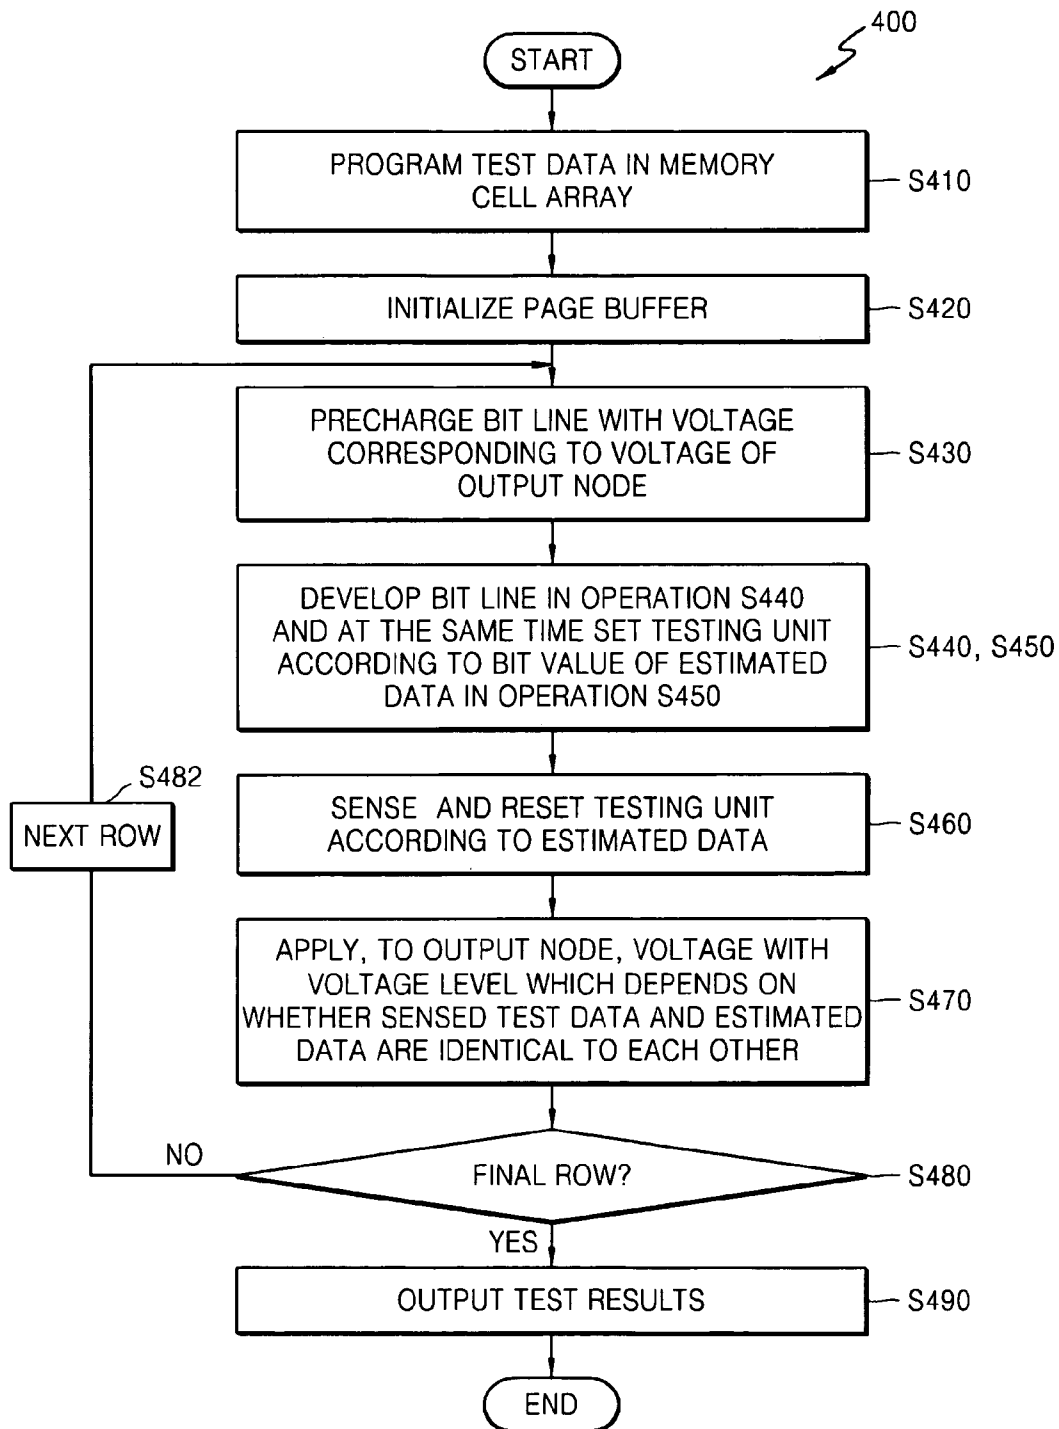 400
START
PROGRAM TEST DATA IN MEMORY
CELL ARRAY
S410
INITIALIZE PAGE BUFFER
S420
PRECHARGE BIT LINE WITH VOLTAGE
CORRESPONDING TO VOLTAGE OF
OUTPUT NODE
S430
DEVELOP BIT LINE IN OPERATION S440
AND AT THE SAME TIME SET TESTING UNIT
ACCORDING TO BIT VALUE OF ESTIMATED
DATA IN OPERATION S450
S440, S450
S482
NEXT ROW
SENSE AND RESET TESTING UNIT
ACCORDING TO ESTIMATED DATA
S460
APPLY, TO OUTPUT NODE, VOLTAGE WITH
VOLTAGE LEVEL WHICH DEPENDS ON
WHETHER SENSED TEST DATA AND ESTIMATED
DATA ARE IDENTICAL TO EACH OTHER
S470
NO
FINAL ROW?
S480
YES
OUTPUT TEST RESULTS
S490
END